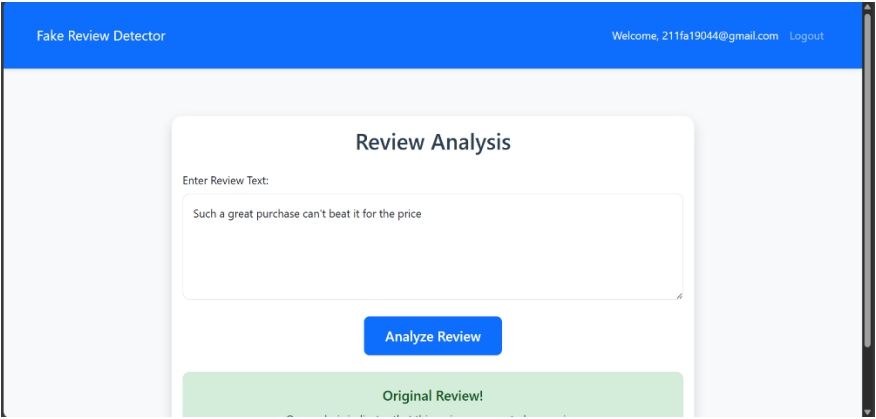 Fake Review Detector
Welcome, 211fa19044@gmail.com Logout
Review Analysis
Enter Review Text:
Such a great purchase can't beat it for the price
Analyze Review
Original Review!